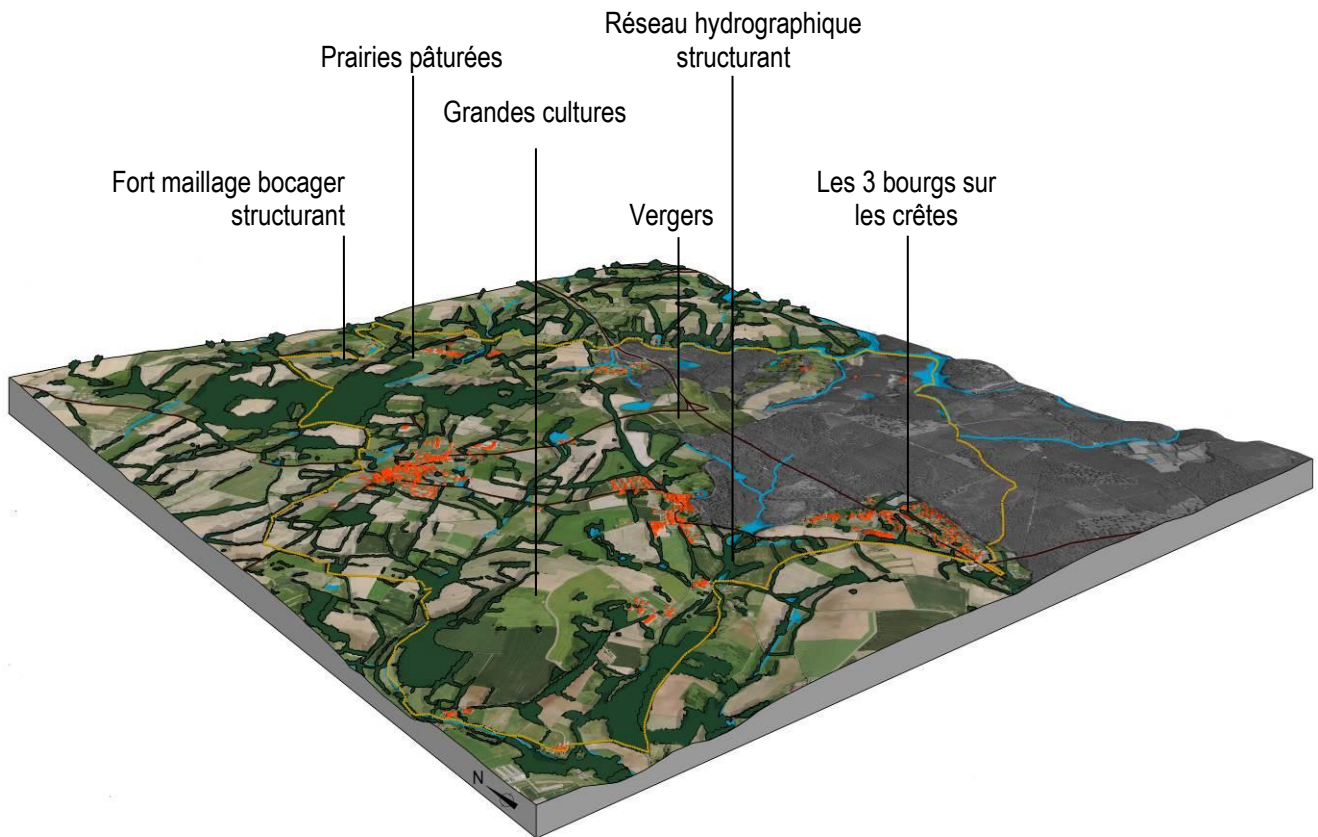 Réseau hydrographique
structurant
Prairies pâturées
Grandes cultures
Fort maillage bocager
structurant
Vergers
Les 3 bourgs sur
les crêtes
N